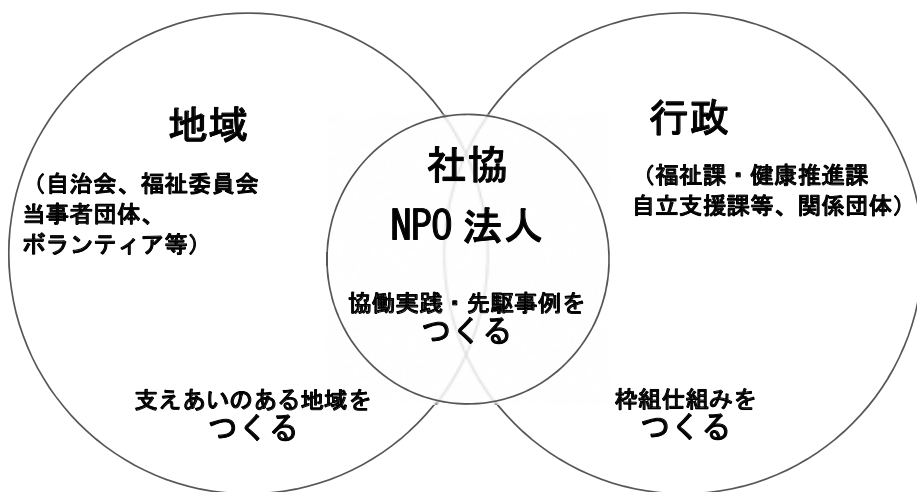 地域
（自治会、福祉委員会
当事者団体、
ボランティア等）
支えあいのある地域を
つくる
社協
NPO 法人
協働実践・先駆事例を
つくる
行政
（福祉課・健康推進課
自立支援課等、関係団体）
枠組仕組みを
つくる